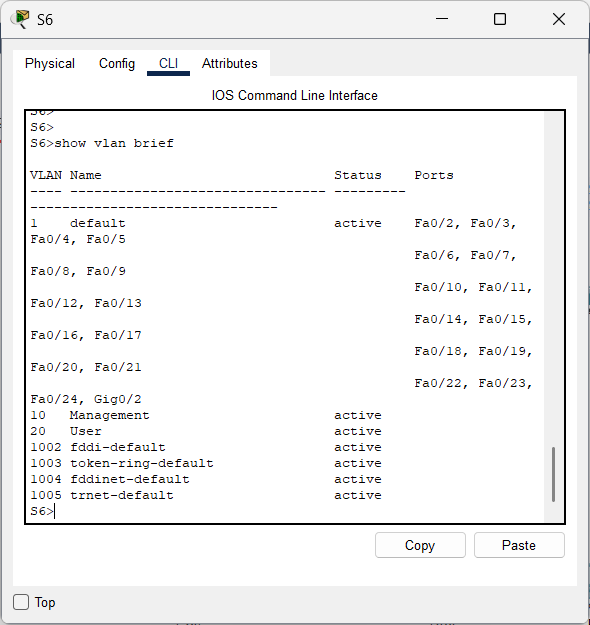 S6
Physical Config CLI Attributes
IOS Command Line Interface
S6>
S6>
S6>show vlan brief
VLAN Name                             Status    Ports
---- -------------------------------- ---------
-------------------------------
1    default                          active    Fa0/2, Fa0/3,
Fa0/4, Fa0/5
                                                Fa0/6, Fa0/7,
Fa0/8, Fa0/9
                                                Fa0/10, Fa0/11,
Fa0/12, Fa0/13
                                                Fa0/14, Fa0/15,
Fa0/16, Fa0/17
                                                Fa0/18, Fa0/19,
Fa0/20, Fa0/21
                                                Fa0/22, Fa0/23,
Fa0/24, Gig0/2
10   Management                       active
20   User                             active
1002 fddi-default                     active
1003 token-ring-default               active
1004 fddinet-default                  active
1005 trnet-default                    active
S6>
Copy Paste
Top